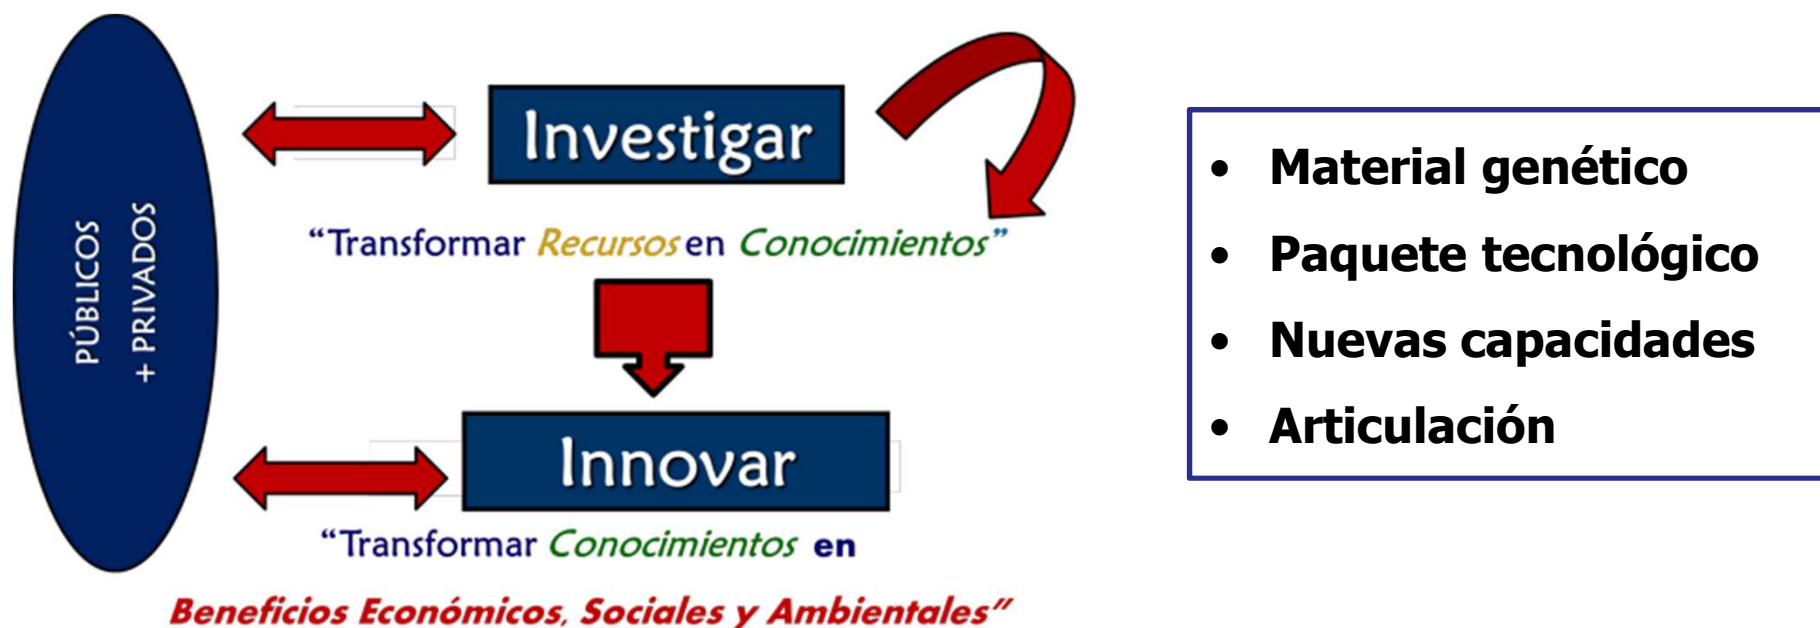 PÚBLICOS
+ PRIVADOS
Investigar
“Transformar Recursos en Conocimientos”
Innovar
“Transformar Conocimientos en
Beneficios Económicos, Sociales y Ambientales”
• Material genético
• Paquete tecnológico
• Nuevas capacidades
• Articulación